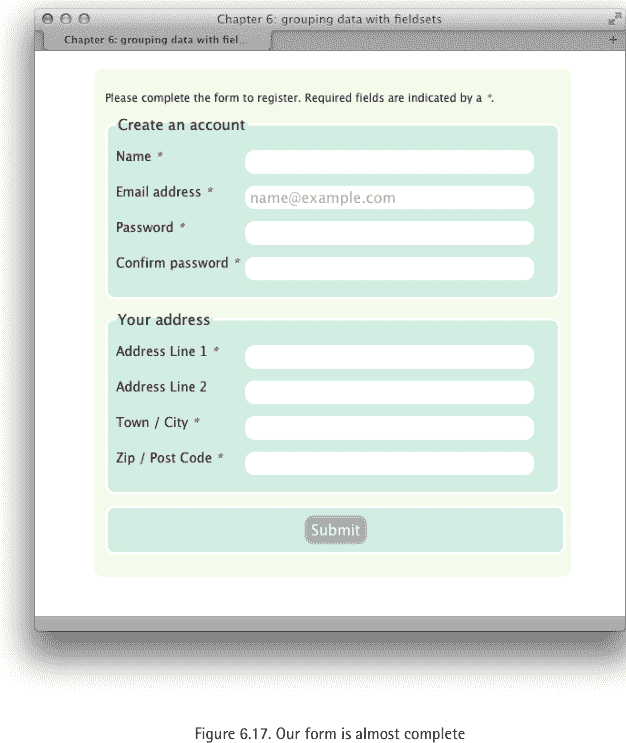 Chapter 6: grouping data with fieldsets
Chapter 6: grouping data with fiel...
+
Please complete the form to register. Required fields are indicated by a *.
Create an account
Name *
Email address * name@example.com
Password *
Confirm password *
Your address
Address Line 1 *
Address Line 2
Town / City *
Zip / Post Code *
Submit
Figure 6.17. Our form is almost complete